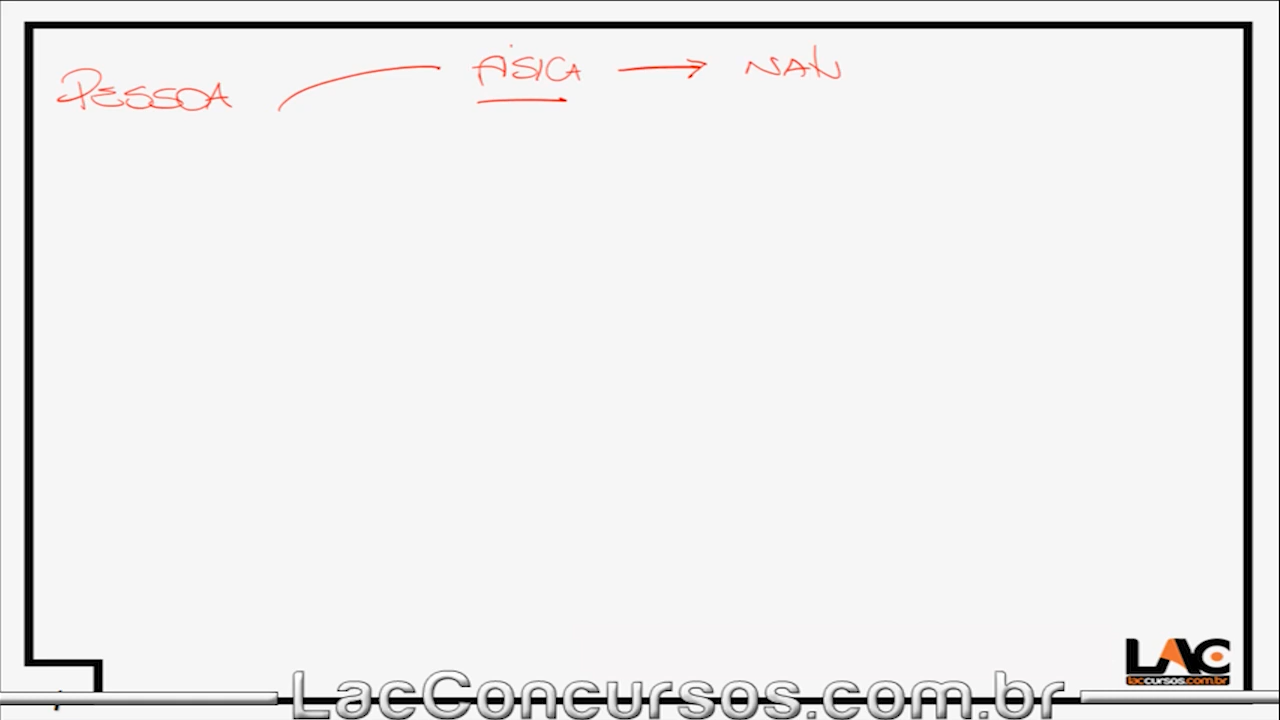 PESSOA FÍSICA → NAN
LAC
laccursos.com.br
LacConcursos.com.br